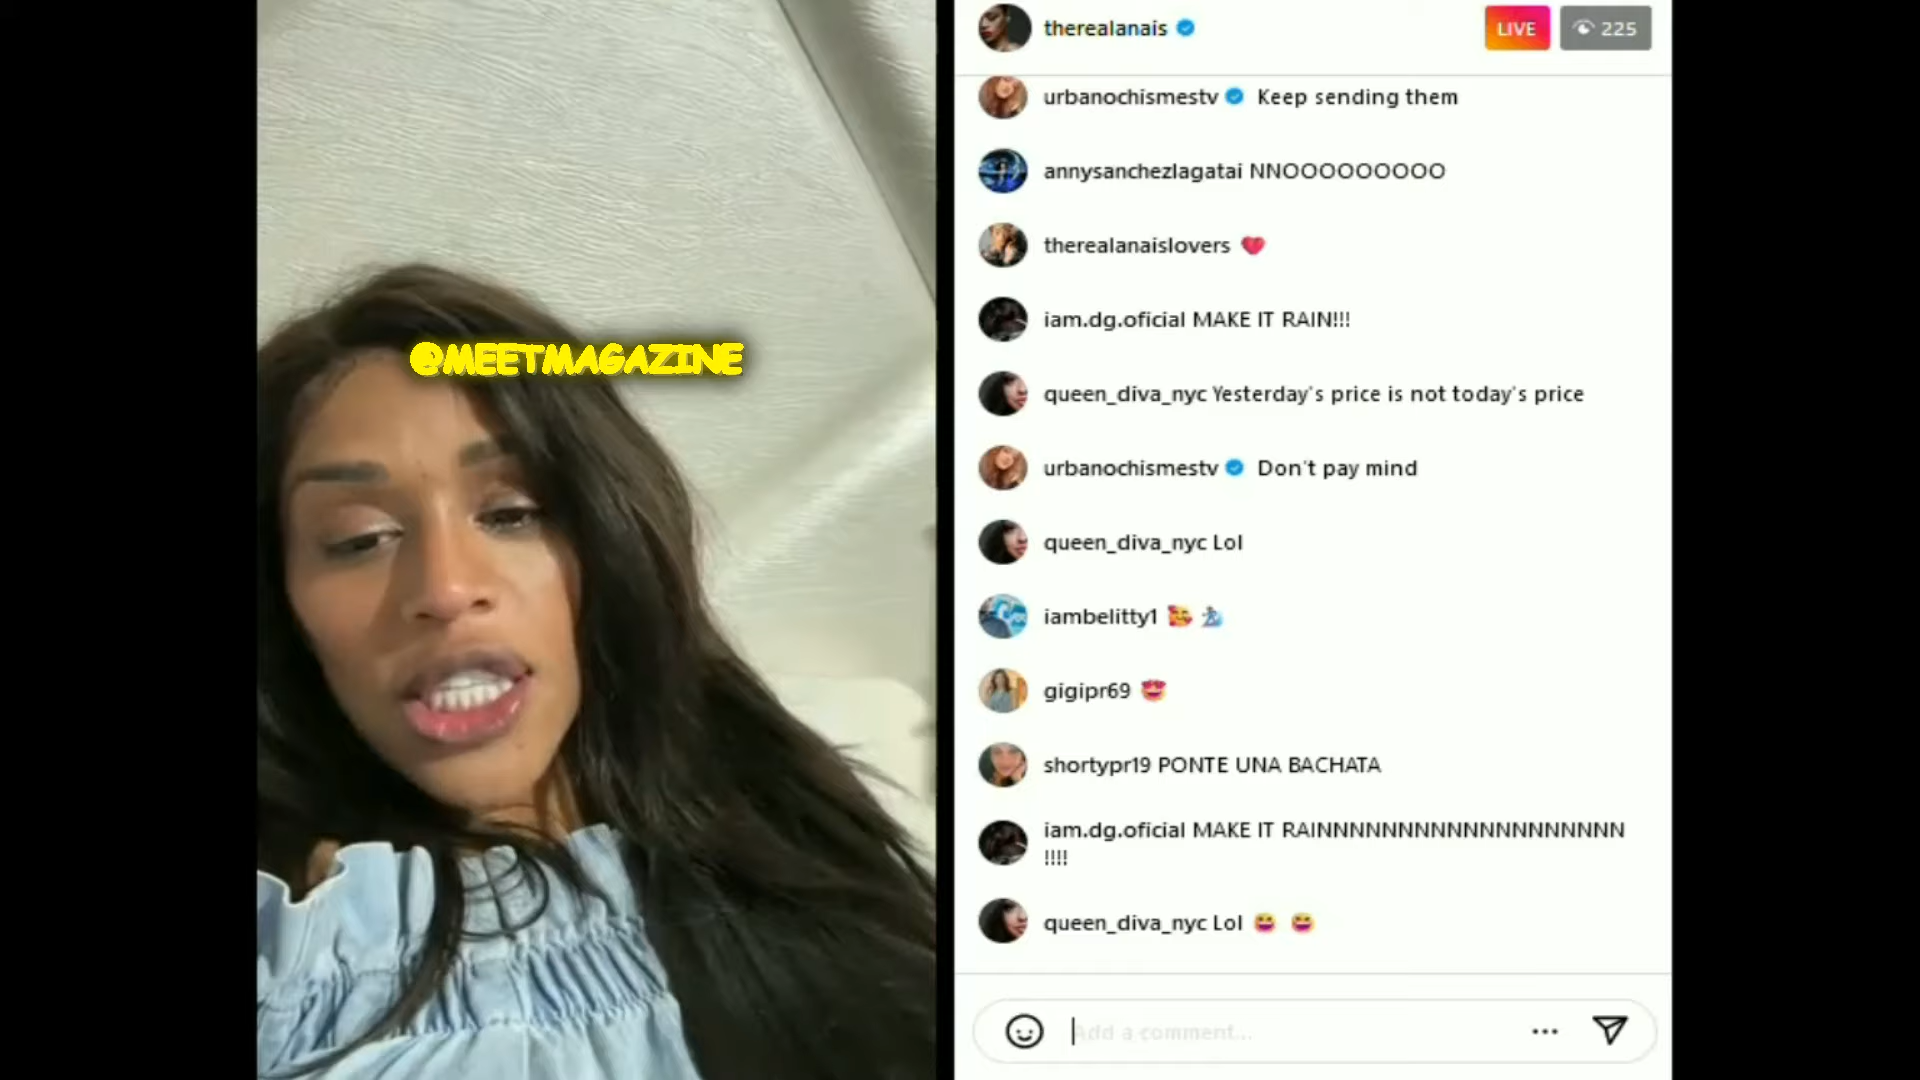 @MEETMAGAZINE
therealanais
LIVE
225
urbanochismestv Keep sending them
annysanchezlagatai NNOOOOOOOOO
therealanaislovers
iam.dg.oficial MAKE IT RAIN!!!
queen_diva_nyc Yesterday's price is not today's price
urbanochismestv Don't pay mind
queen_diva_nyc Lol
iambelitty1 🥰
gigipr69 😍
shortypr19 PONTE UNA BACHATA
iam.dg.oficial MAKE IT RAINNNNNNNNNNNNNNNNNNN
!!!!
queen_diva_nyc Lol
Add a comment...